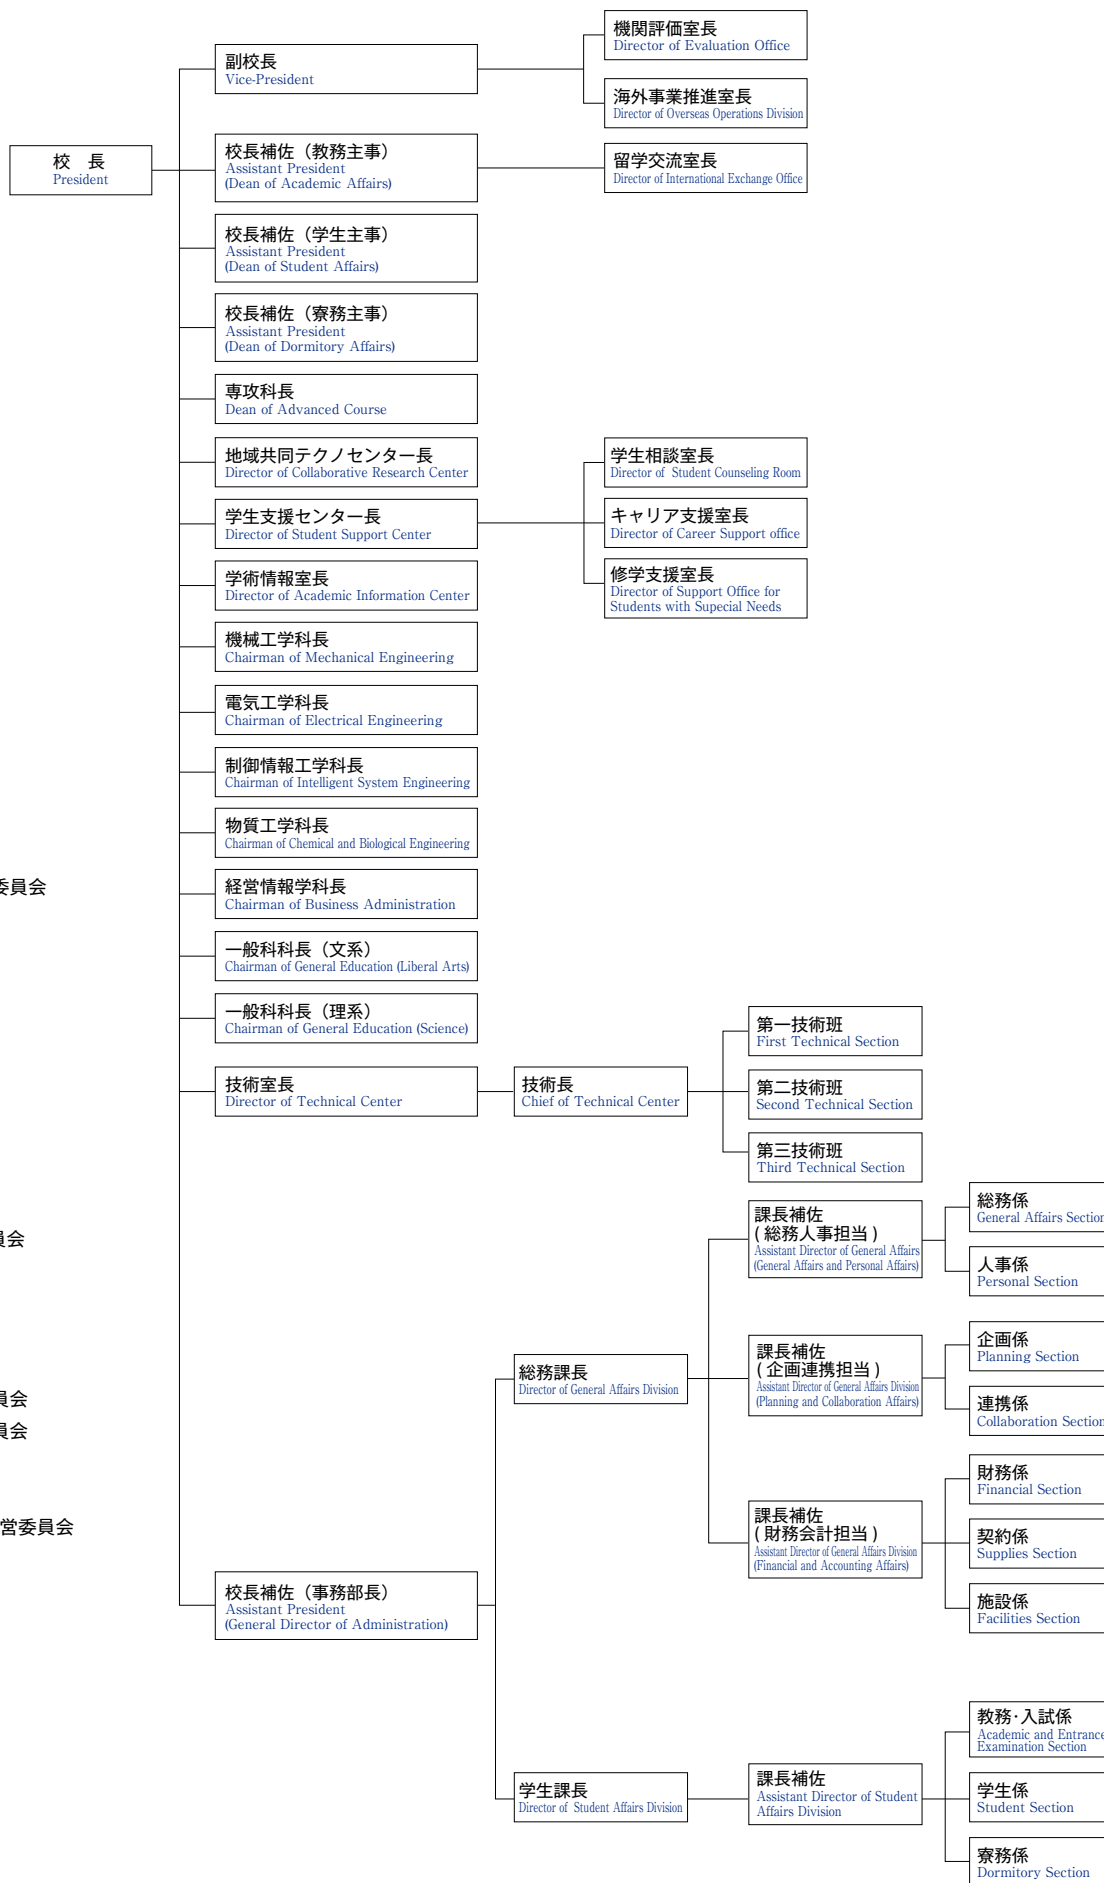 校　長
President
副校長
Vice-President
機関評価室長
Director of Evaluation Office
海外事業推進室長
Director of Overseas Operations Division
校長補佐（教務主事）
Assistant President
(Dean of Academic Affairs)
留学交流室長
Director of International Exchange Office
校長補佐（学生主事）
Assistant President
(Dean of Student Affairs)
校長補佐（寮務主事）
Assistant President
(Dean of Dormitory Affairs)
専攻科長
Dean of Advanced Course
地域共同テクノセンター長
Director of Collaborative Research Center
学生支援センター長
Director of Student Support Center
学生相談室長
Director of Student Counseling Room
キャリア支援室長
Director of Career Support office
修学支援室長
Director of Support Office for
Students with Supecial Needs
学術情報室長
Director of Academic Information Center
機械工学科長
Chairman of Mechanical Engineering
電気工学科長
Chairman of Electrical Engineering
制御情報工学科長
Chairman of Intelligent System Engineering
物質工学科長
Chairman of Chemical and Biological Engineering
委員会
経営情報学科長
Chairman of Business Administration
一般科科長（文系）
Chairman of General Education (Liberal Arts)
一般科科長（理系）
Chairman of General Education (Science)
技術室長
Director of Technical Center
技術長
Chief of Technical Center
第一技術班
First Technical Section
第二技術班
Second Technical Section
第三技術班
Third Technical Section
員会
員会
員会
営委員会
校長補佐（事務部長）
Assistant President
(General Director of Administration)
総務課長
Director of General Affairs Division
課長補佐
( 総務人事担当 )
Assistant Director of General Affairs
(General Affairs and Personal Affairs)
総務係
General Affairs Section
人事係
Personal Section
課長補佐
( 企画連携担当 )
Assistant Director of General Affairs Division
(Planning and Collaboration Affairs)
企画係
Planning Section
連携係
Collaboration Section
課長補佐
( 財務会計担当 )
Assistant Director of General Affairs Division
(Financial and Accounting Affairs)
財務係
Financial Section
契約係
Supplies Section
施設係
Facilities Section
学生課長
Director of Student Affairs Division
課長補佐
Assistant Director of Student
Affairs Division
教務・入試係
Academic and Entrance
Examination Section
学生係
Student Section
寮務係
Dormitory Section